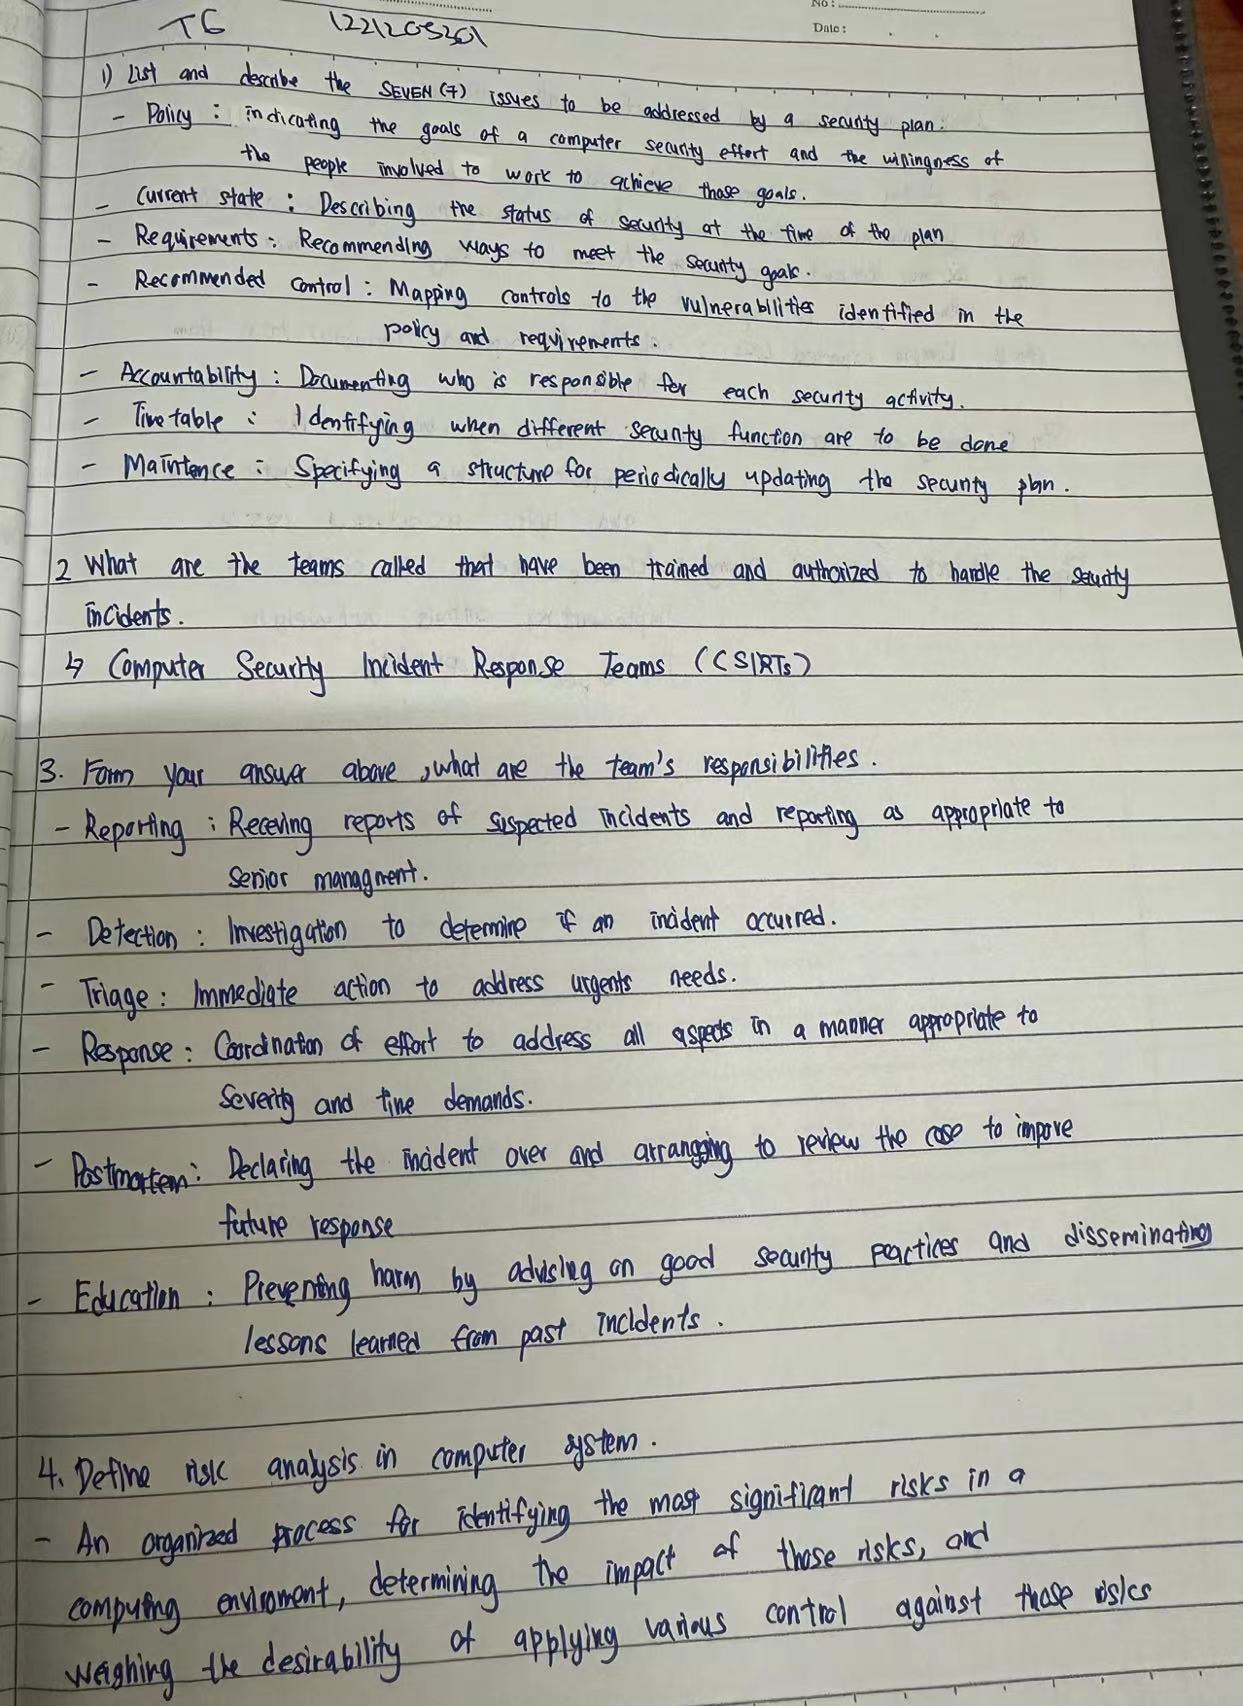 No:
Date:
T6 1221205201
1) List and describe the SEVEN (7) issues to be addressed by a security plan.
- Policy : indicating the goals of a computer security effort and the willingness of
the people involved to work to achieve those goals.
- Current state : Describing the status of security at the time of the plan
- Requirements : Recommending ways to meet the security goals.
- Recommended control : Mapping controls to the vulnerabilities identified in the
policy and requirements.
- Accountability : Documenting who is responsible for each security activity.
- Timetable : Identifying when different security function are to be done
- Maintence : Specifying a structure for periodically updating the security plan.
2 What are the teams called that have been trained and authorized to handle the security
incidents.
↳ Computer Security Incident Response Teams (CSIRTs)
3. Form your answer above, what are the team's responsibilities.
- Reporting : Receving reports of suspected incidents and reporting as appropriate to
senior managment.
- Detection : Investigation to determine if an incident occurred.
- Triage : Immediate action to address urgents needs.
- Response : Coordination of effort to address all aspects in a manner appropriate to
severity and time demands.
- Postmortem : Declaring the incident over and arrangging to review the case to impove
future response
- Education : Preventing harm by advising on good security practices and disseminating
lessons learned from past incidents.
4. Define risk analysis in computer system.
- An organized process for identifying the most significant risks in a
computing enviroment, determining the impact of those risks, and
weighing the desirability of applying various control against those risks